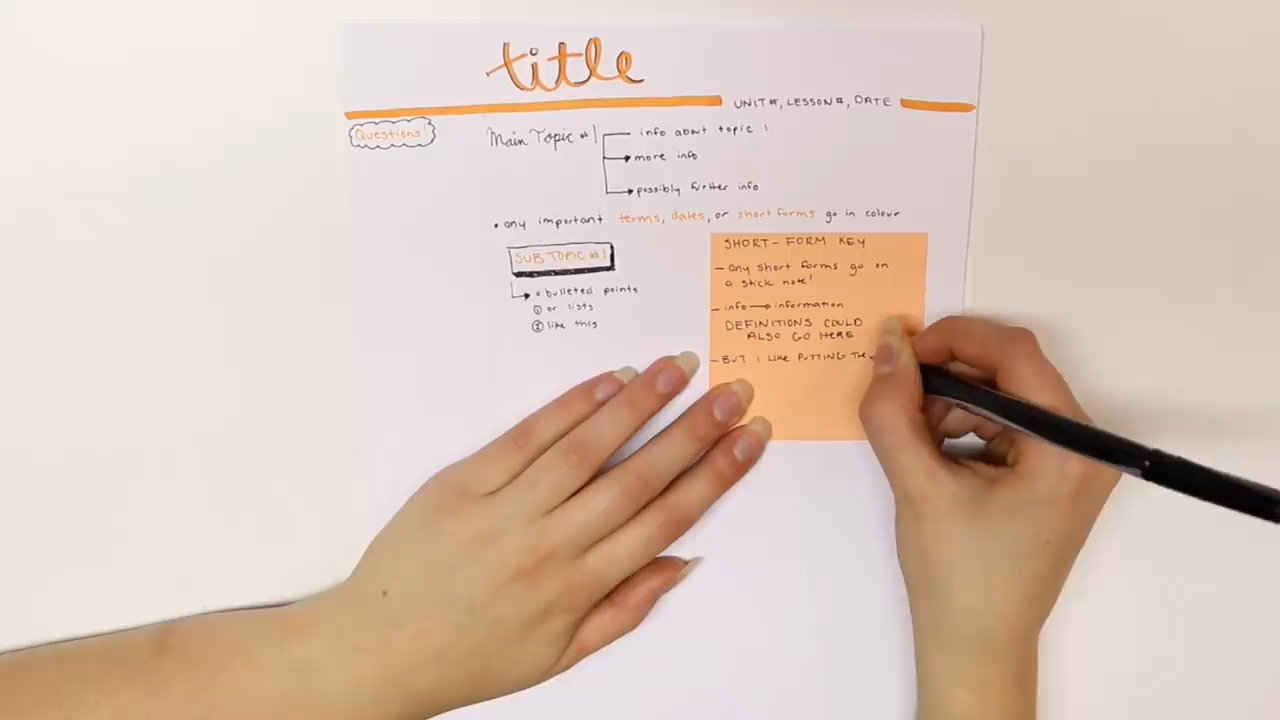 title
UNIT #, LESSON #, DATE
Questions!
Main Topic #1
info about topic 1
more info
possibly further info
• any important terms, dates, or short forms go in colour
SUB TOPIC #1
• bulleted points
① or lists
② like this
SHORT-FORM KEY
- any short forms go on
a stick note!
- info → information
DEFINITIONS COULD
ALSO GO HERE
- BUT I LIKE PUTTING